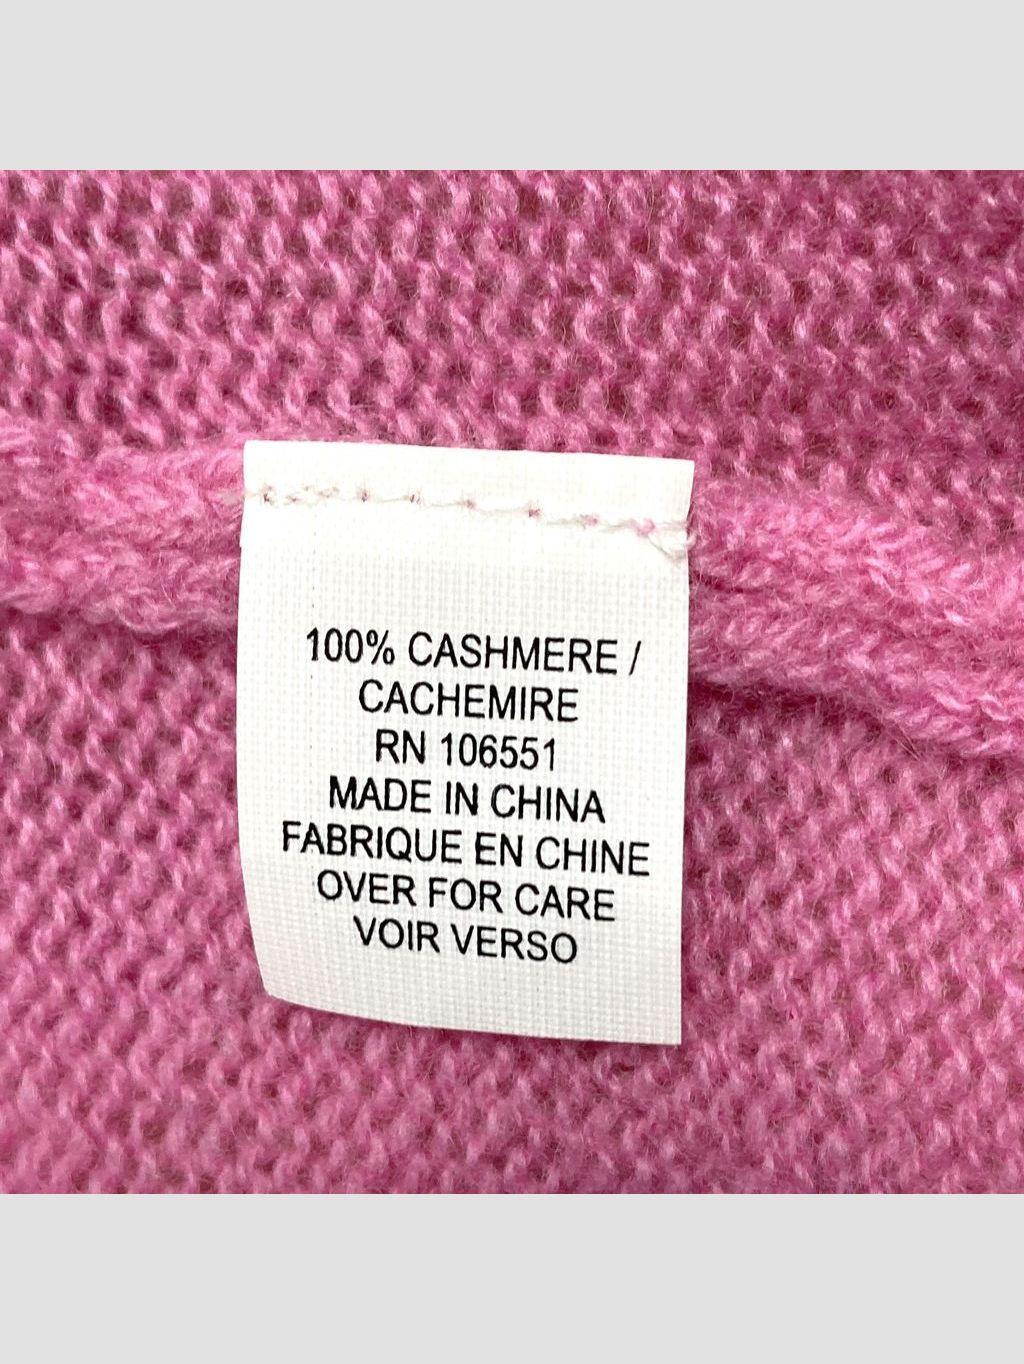 100% CASHMERE /
CACHEMIRE
RN 106551
MADE IN CHINA
FABRIQUE EN CHINE
OVER FOR CARE
VOIR VERSO